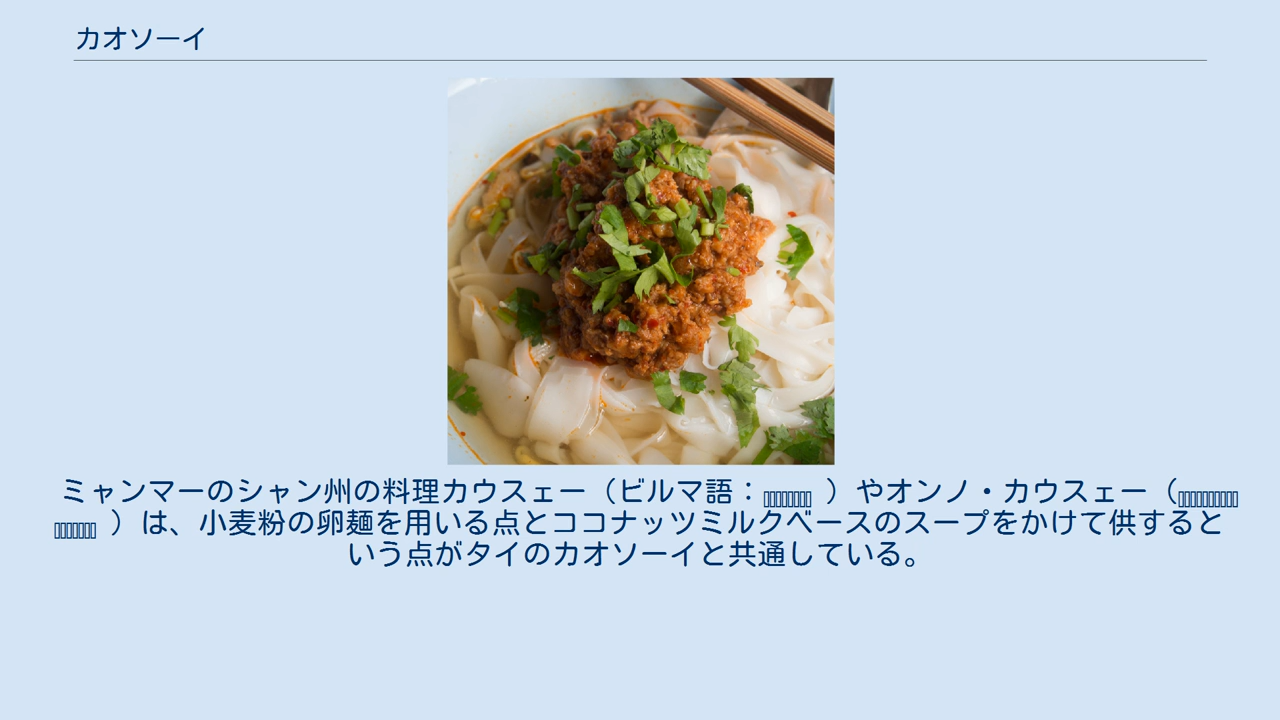 カオソーイ
ミャンマーのシャン州の料理カウスェー（ビルマ語： ）やオンノ・カウスェー（
）は、小麦粉の卵麺を用いる点とココナッツミルクベースのスープをかけて供すると
いう点がタイのカオソーイと共通している。